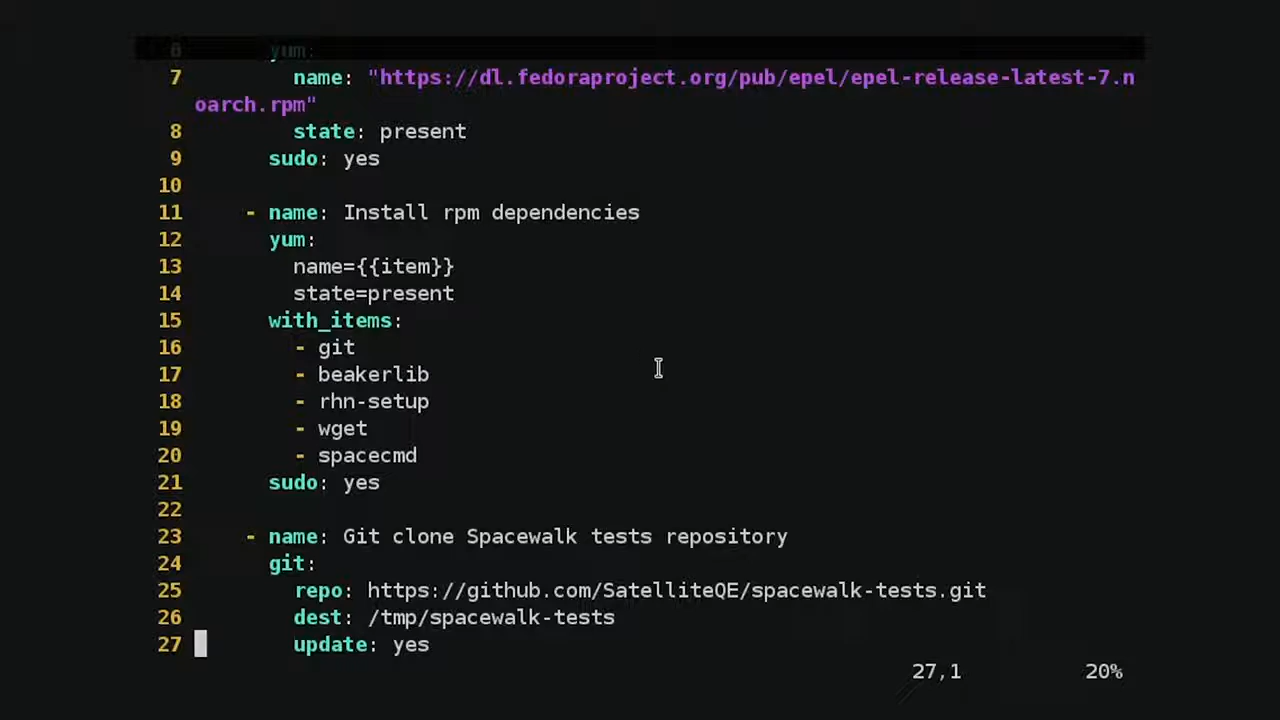 6       yum:
7         name: "https://dl.fedoraproject.org/pub/epel/epel-release-latest-7.n
oarch.rpm"
8         state: present
9       sudo: yes
10
11     - name: Install rpm dependencies
12       yum:
13         name={{item}}
14         state=present
15       with_items:
16         - git
17         - beakerlib
18         - rhn-setup
19         - wget
20         - spacecmd
21       sudo: yes
22
23     - name: Git clone Spacewalk tests repository
24       git:
25         repo: https://github.com/SatelliteQE/spacewalk-tests.git
26         dest: /tmp/spacewalk-tests
27         update: yes
27,1 20%